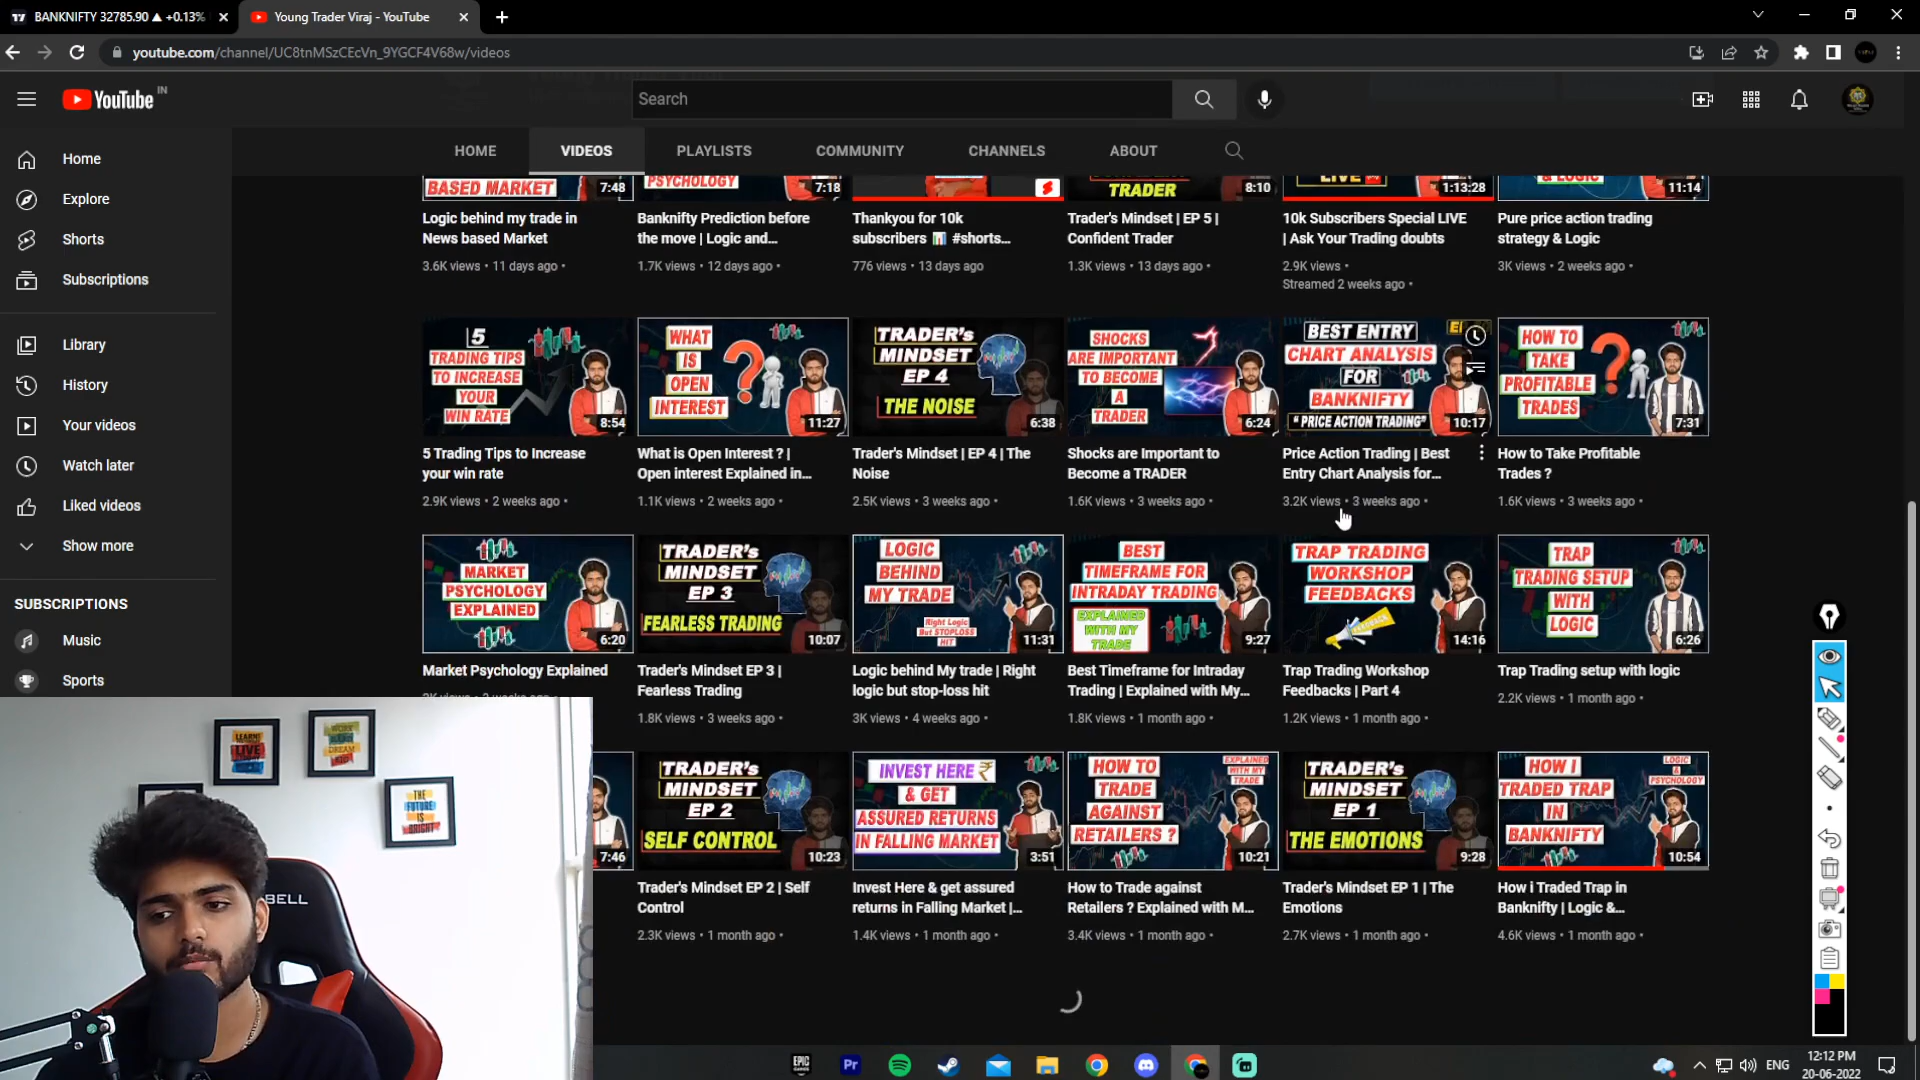 BANKNIFTY 32785.90 ▲ +0.13%
Young Trader Viraj - YouTube
youtube.com/channel/UC8tnMSzCEcVn_9YGCF4V68w/videos
YouTube IN
Search
HOME VIDEOS PLAYLISTS COMMUNITY CHANNELS ABOUT
Home
Explore
Shorts
Subscriptions
Library
History
Your videos
Watch later
Liked videos
Show more
SUBSCRIPTIONS
Music
Sports
BASED MARKET
7:48
Logic behind my trade in
News based Market
3.6K views • 11 days ago •
PSYCHOLOGY
7:18
Banknifty Prediction before
the move | Logic and...
1.7K views • 12 days ago •
Thankyou for 10k
subscribers 📊 #shorts...
776 views • 13 days ago
TRADER
8:10
Trader's Mindset | EP 5 |
Confident Trader
1.3K views • 13 days ago •
LIVE
1:13:28
10k Subscribers Special LIVE
| Ask Your Trading doubts
2.9K views •
Streamed 2 weeks ago •
& LOGIC
11:14
Pure price action trading
strategy & Logic
3K views • 2 weeks ago •
5
TRADING TIPS
TO INCREASE
YOUR
WIN RATE
8:54
5 Trading Tips to Increase
your win rate
2.9K views • 2 weeks ago •
WHAT
IS
OPEN
INTEREST
11:27
What is Open Interest ? |
Open interest Explained in...
1.1K views • 2 weeks ago •
TRADER's
MINDSET
EP 4
THE NOISE
6:38
Trader's Mindset | EP 4 | The
Noise
2.5K views • 3 weeks ago •
SHOCKS
ARE IMPORTANT
TO BECOME
A
TRADER
6:24
Shocks are Important to
Become a TRADER
1.6K views • 3 weeks ago •
BEST ENTRY
CHART ANALYSIS
FOR
BANKNIFTY
"PRICE ACTION TRADING"
10:17
Price Action Trading | Best
Entry Chart Analysis for...
3.2K views • 3 weeks ago •
HOW TO
TAKE
PROFITABLE
TRADES
7:31
How to Take Profitable
Trades ?
1.6K views • 3 weeks ago •
MARKET
PSYCHOLOGY
EXPLAINED
6:20
Market Psychology Explained
TRADER's
MINDSET
EP 3
FEARLESS TRADING
10:07
Trader's Mindset EP 3 |
Fearless Trading
1.8K views • 3 weeks ago •
LOGIC
BEHIND
MY TRADE
Right Logic
But STOPLOSS
HIT
11:31
Logic behind My trade | Right
logic but stop-loss hit
3K views • 4 weeks ago •
BEST
TIMEFRAME FOR
INTRADAY TRADING
EXPLAINED
WITH MY
TRADE
9:27
Best Timeframe for Intraday
Trading | Explained with My...
1.8K views • 1 month ago •
TRAP TRADING
WORKSHOP
FEEDBACKS
14:16
Trap Trading Workshop
Feedbacks | Part 4
1.2K views • 1 month ago •
TRAP
TRADING SETUP
WITH
LOGIC
6:26
Trap Trading setup with logic
2.2K views • 1 month ago •
7:46
TRADER's
MINDSET
EP 2
SELF CONTROL
10:23
Trader's Mindset EP 2 | Self
Control
2.3K views • 1 month ago •
INVEST HERE ₹
& GET
ASSURED RETURNS
IN FALLING MARKET
3:51
Invest Here & get assured
returns in Falling Market |...
1.4K views • 1 month ago •
HOW TO
TRADE
AGAINST
RETAILERS ?
EXPLAINED
WITH MY
TRADE
10:21
How to Trade against
Retailers ? Explained with M...
3.4K views • 1 month ago •
TRADER's
MINDSET
EP 1
THE EMOTIONS
9:28
Trader's Mindset EP 1 | The
Emotions
2.7K views • 1 month ago •
HOW I
TRADED TRAP
IN
BANKNIFTY
LOGIC
&
PSYCHOLOGY
10:54
How i Traded Trap in
Banknifty | Logic &...
4.6K views • 1 month ago •
LEARN
LIVE
WORK
DREAM
BIG
THE
FUTURE
IS
BRIGHT
BELL
EPIC
GAMES
Pr
ENG
12:12 PM
20-06-2022